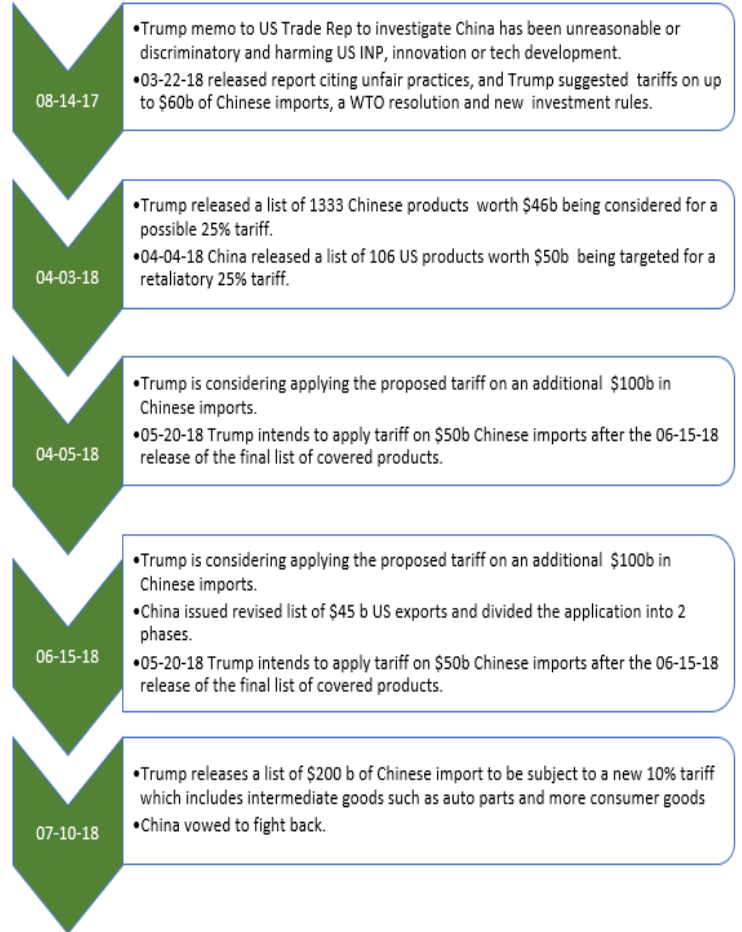 08-14-17
•Trump memo to US Trade Rep to investigate China has been unreasonable or
discriminatory and harming US INP, innovation or tech development.
•03-22-18 released report citing unfair practices, and Trump suggested tariffs on up
to $60b of Chinese imports, a WTO resolution and new investment rules.
04-03-18
•Trump released a list of 1333 Chinese products worth $46b being considered for a
possible 25% tariff.
•04-04-18 China released a list of 106 US products worth $50b being targeted for a
retaliatory 25% tariff.
04-05-18
•Trump is considering applying the proposed tariff on an additional $100b in
Chinese imports.
•05-20-18 Trump intends to apply tariff on $50b Chinese imports after the 06-15-18
release of the final list of covered products.
06-15-18
•Trump is considering applying the proposed tariff on an additional $100b in
Chinese imports.
•China issued revised list of $45 b US exports and divided the application into 2
phases.
•05-20-18 Trump intends to apply tariff on $50b Chinese imports after the 06-15-18
release of the final list of covered products.
07-10-18
•Trump releases a list of $200 b of Chinese import to be subject to a new 10% tariff
which includes intermediate goods such as auto parts and more consumer goods
•China vowed to fight back.